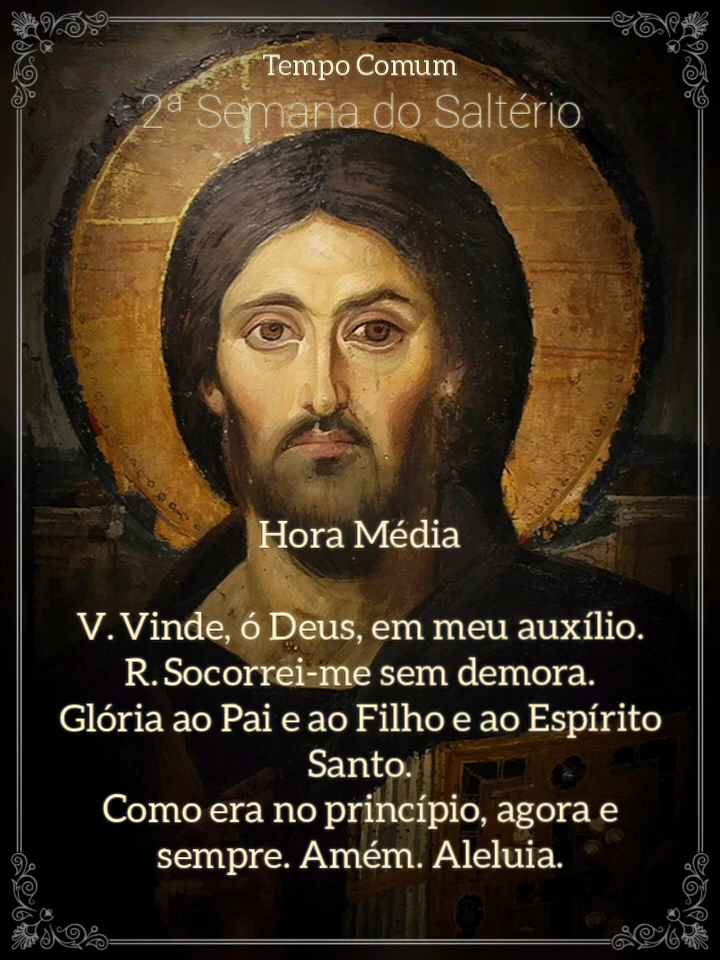 Tempo Comum
2ª Semana do Saltério
Hora Média
V. Vinde, ó Deus, em meu auxílio.
R. Socorrei-me sem demora.
Glória ao Pai e ao Filho e ao Espírito
Santo.
Como era no princípio, agora e
sempre. Amém. Aleluia.